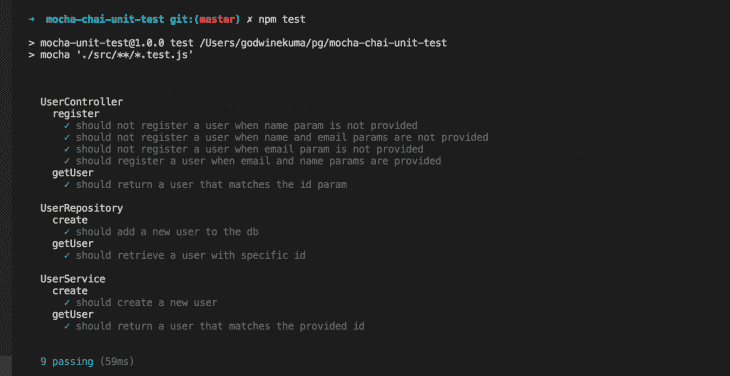 ➜ mocha-chai-unit-test git:(master) ✗ npm test
> mocha-unit-test@1.0.0 test /Users/godwinekuma/pg/mocha-chai-unit-test
> mocha './src/**/*.test.js'
UserController
register
✓ should not register a user when name param is not provided
✓ should not register a user when name and email params are not provided
✓ should not register a user when email param is not provided
✓ should register a user when email and name params are provided
getUser
✓ should return a user that matches the id param
UserRepository
create
✓ should add a new user to the db
getUser
✓ should retrieve a user with specific id
UserService
create
✓ should create a new user
getUser
✓ should return a user that matches the provided id
9 passing (59ms)